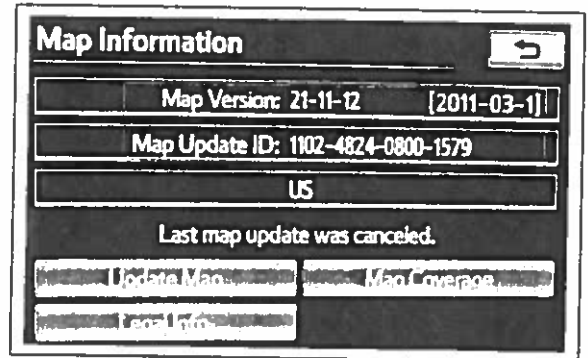 Map Information
Map Version: 21-11-12 [2011-03-1]
Map Update ID: 1102-4824-0800-1579
US
Last map update was canceled.
Update Map Map Coverage
Legal Info